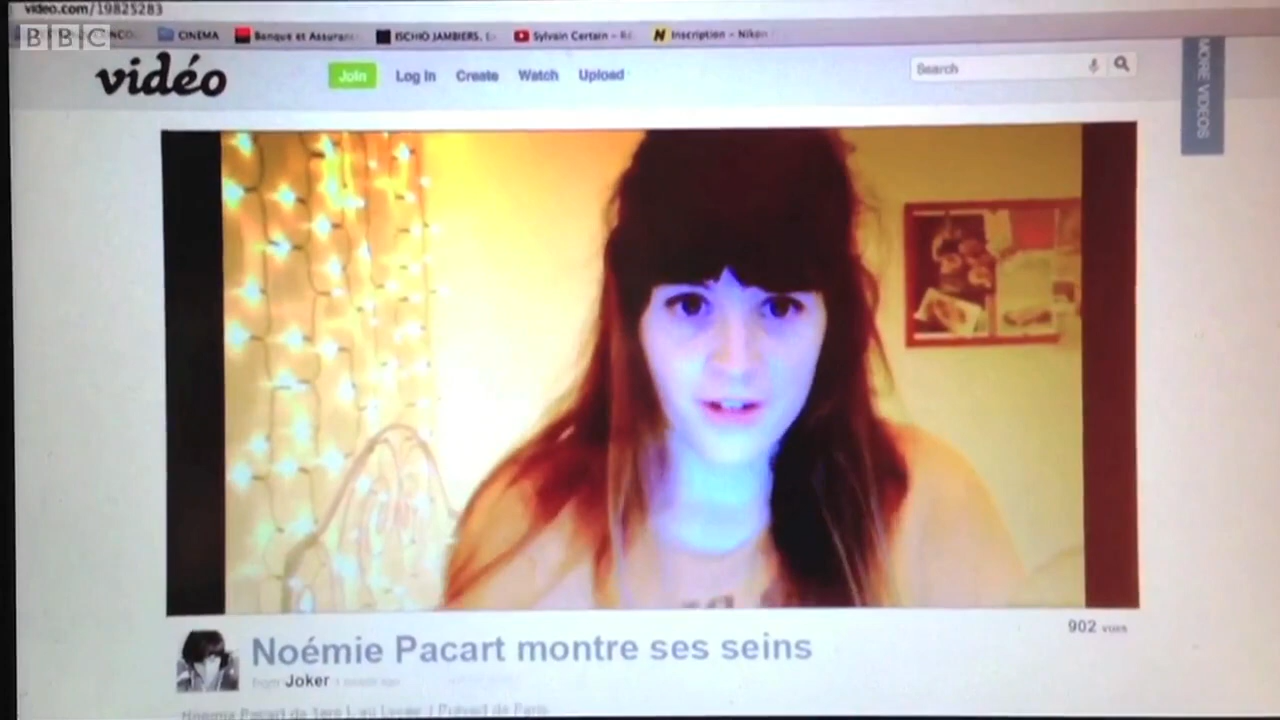 video.com/19825283
BBC
CINEMA
Banque et Assuran
ISCHIO JAMBIERS, E
Sylvain Certain – R
Inscription – Nikon
vidéo
Join
Log In
Create
Watch
Upload
Search
MORE VIDEOS
902 vues
Noémie Pacart montre ses seins
from Joker